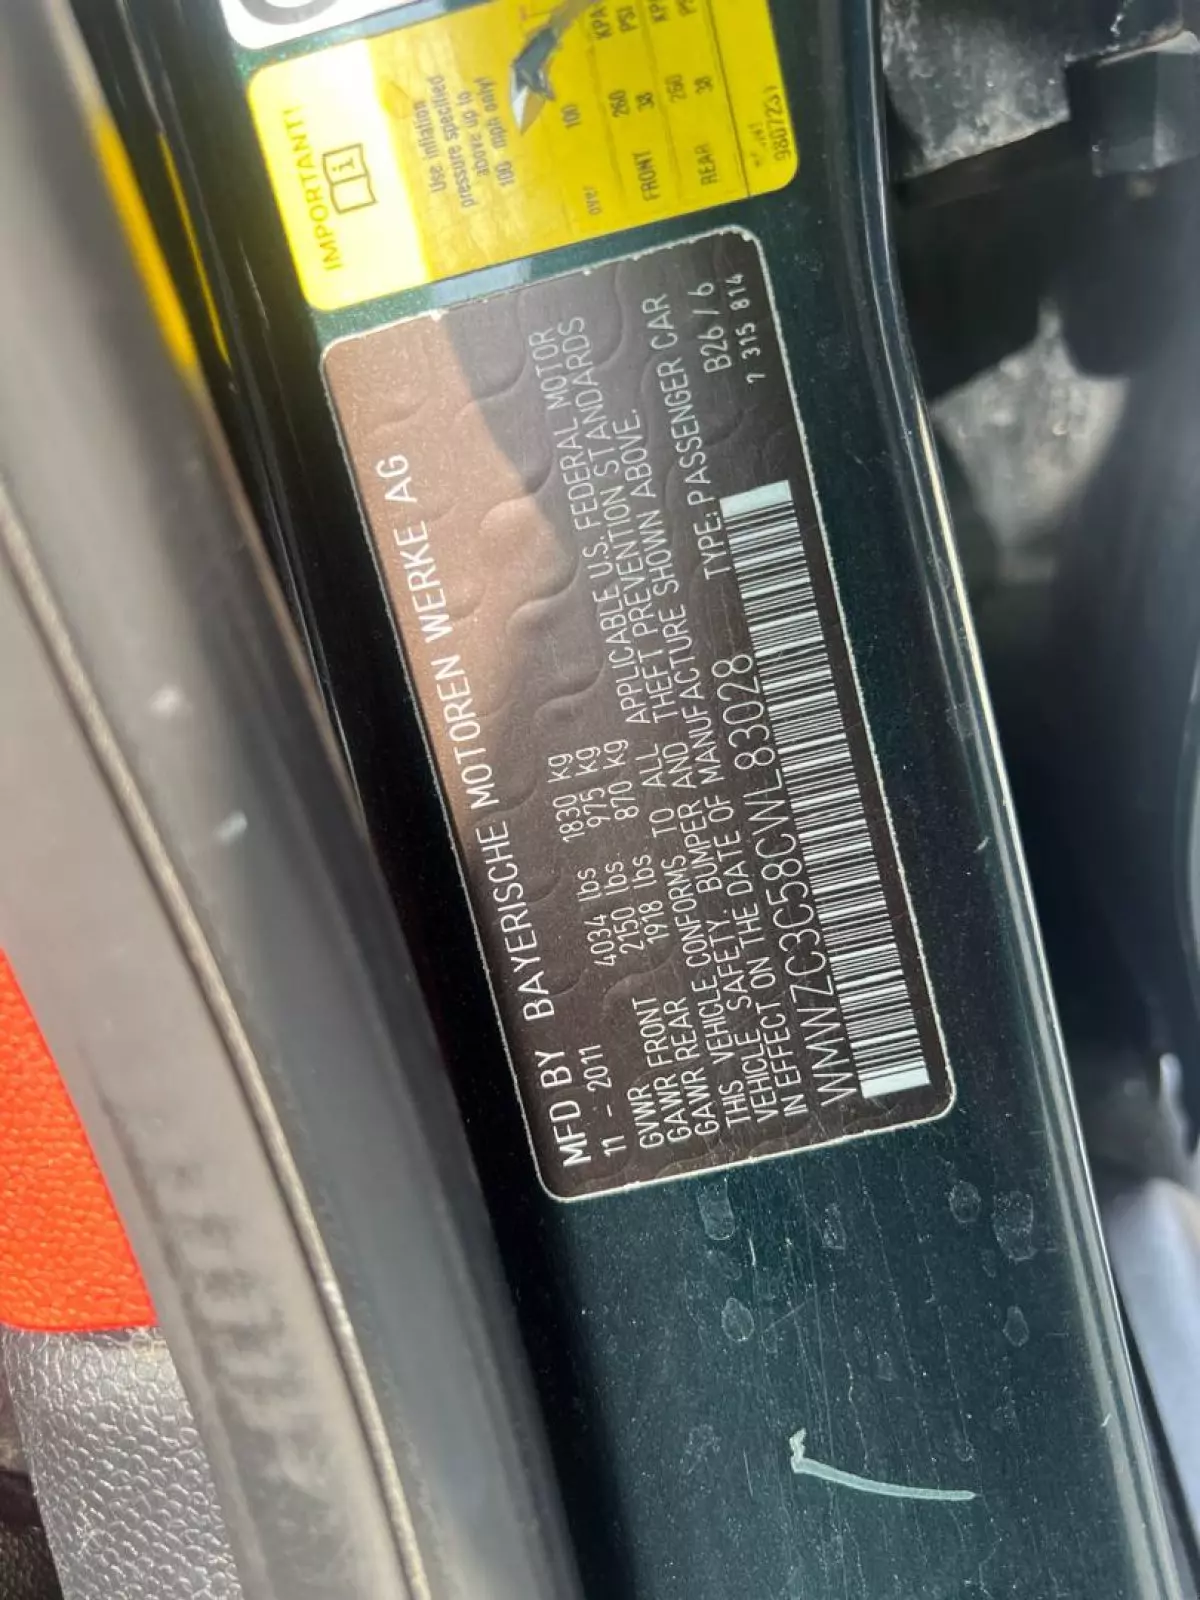 IMPORTANT!
Use inflation
pressure specified
above up to
100 mph only!
over 100
KPA KPA
PSI
FRONT 260
38
REAR 260
38
9807231
MFD BY BAYERISCHE MOTOREN WERKE AG
11 - 2011
GVWR 4034 lbs 1830 kg
GAWR FRONT 2150 lbs. 975 kg
GAWR REAR 1918 lbs 870 kg
THIS VEHICLE CONFORMS TO ALL APPLICABLE U.S. FEDERAL MOTOR
VEHICLE SAFETY. BUMPER AND THEFT PREVENTION STANDARDS
IN EFFECT ON THE DATE OF MANUFACTURE SHOWN ABOVE.
WMWZC3C58CWL83028 TYPE: PASSENGER CAR
B26 / 6
7 315 814